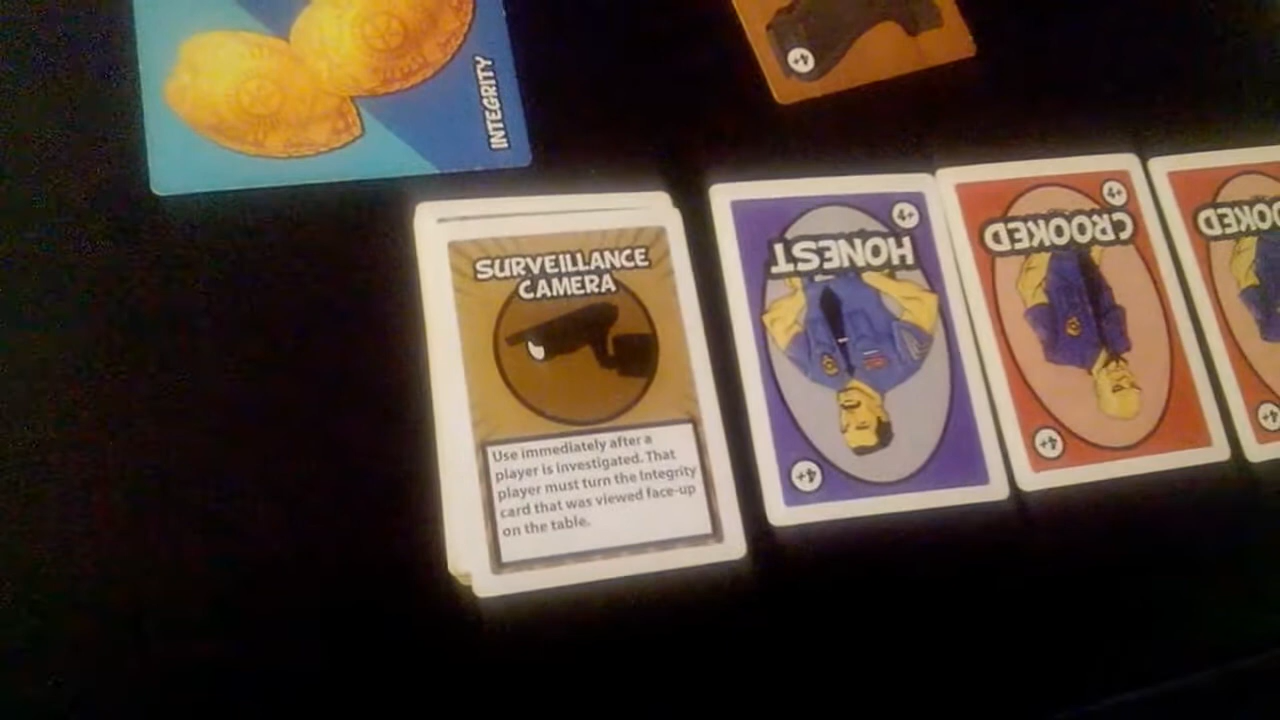 INTEGRITY
4+
SURVEILLANCE
CAMERA
Use immediately after a
player is investigated. That
player must turn the Integrity
card that was viewed face-up
on the table.
4+
HONEST
4+
4+
CROOKED
4+
OOKED
4+